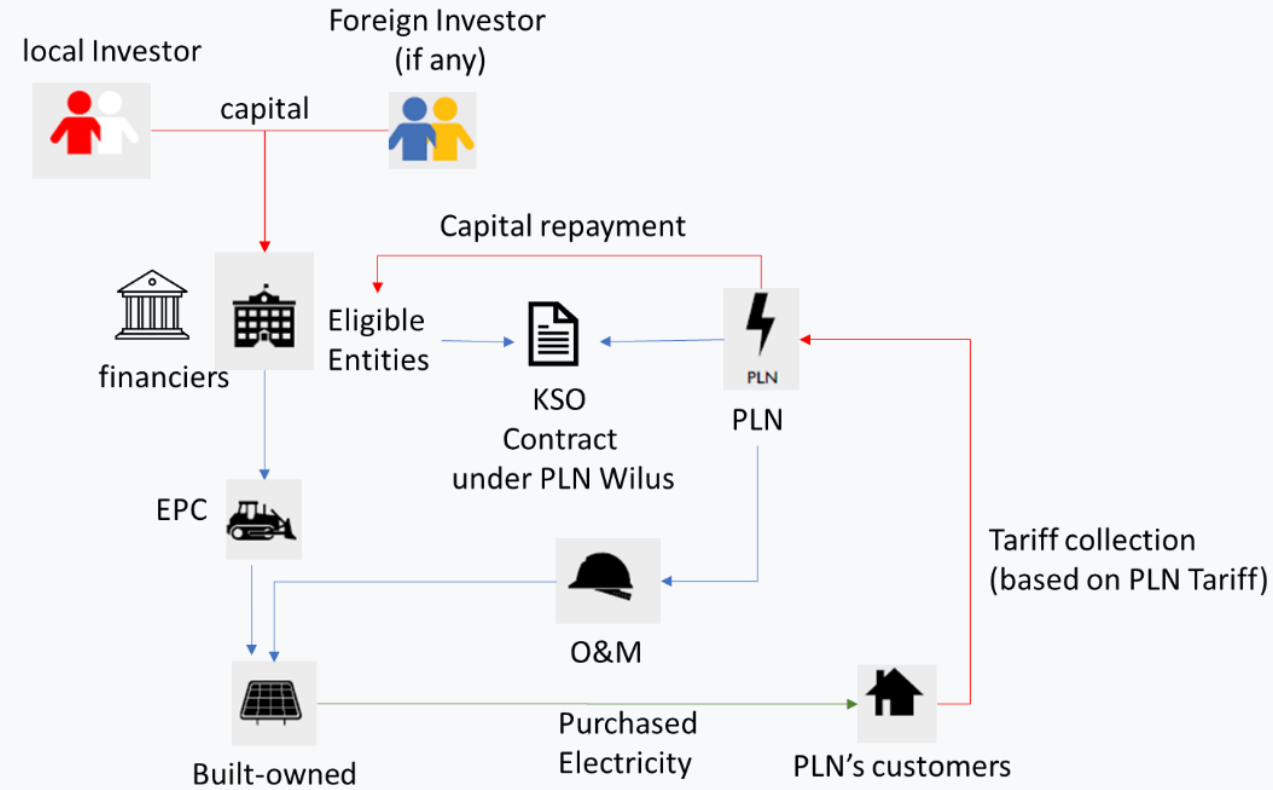 Foreign Investor
(if any)
local Investor
capital
Capital repayment
Eligible
Entities
financiers
PLN
PLN
KSO
Contract
under PLN Wilus
EPC
Tariff collection
(based on PLN Tariff)
O&M
Purchased
Electricity
Built-owned
PLN’s customers